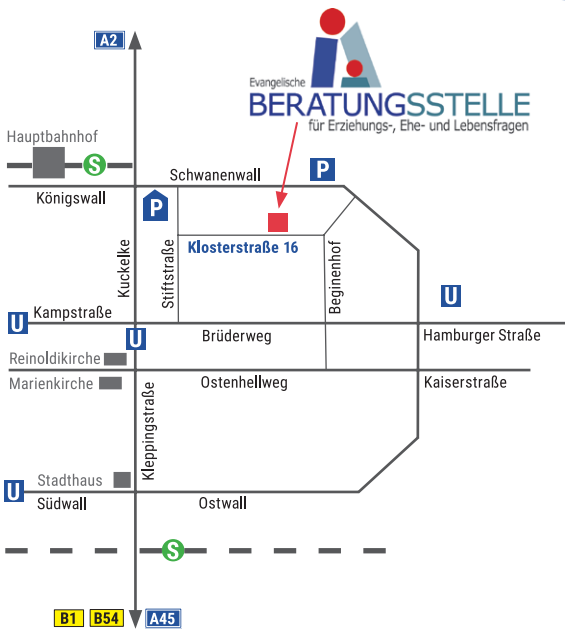 A2
Evangelische
BERATUNGSSTELLE
für Erziehungs-, Ehe- und Lebensfragen
Hauptbahnhof
S
Schwanenwall
P
Königswall
P
Klosterstraße 16
Kuckelke
Stiftstraße
Beginenhof
U
Kampstraße
U
U
Brüderweg
Hamburger Straße
Reinoldikirche
Marienkirche
Ostenhellweg
Kaiserstraße
Kleppingstraße
Stadthaus
U
Südwall
Ostwall
S
B1 B54 A45